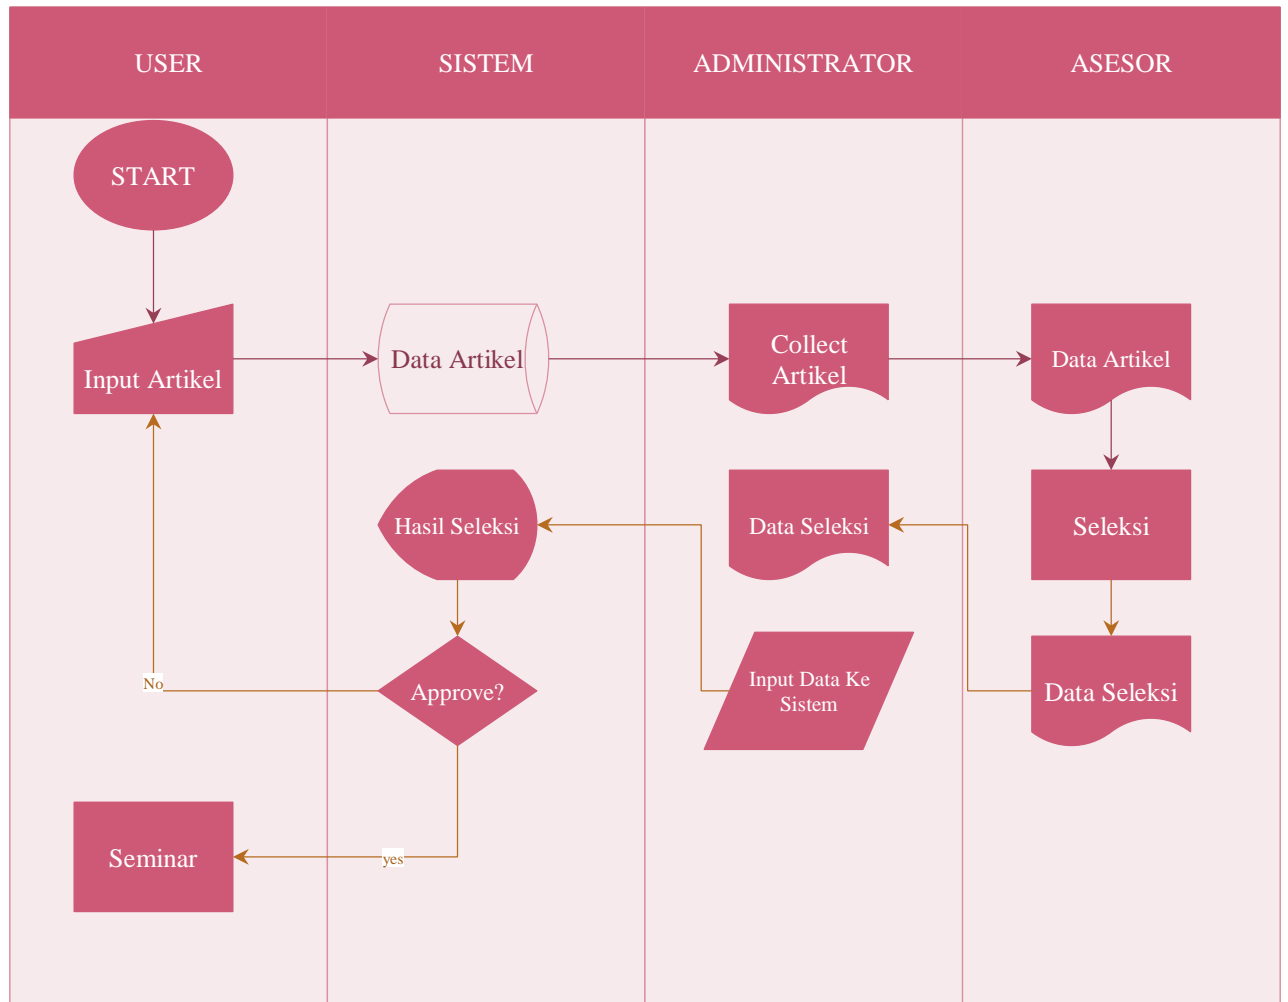 USER
SISTEM
ADMINISTRATOR
ASESOR
START
Input Artikel
Data Artikel
Collect
Artikel
Data Artikel
Hasil Seleksi
Data Seleksi
Seleksi
Approve?
Input Data Ke
Sistem
Data Seleksi
No
Seminar
yes